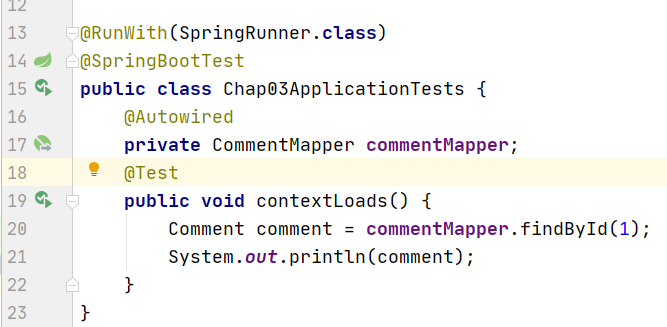 12
13 @RunWith(SpringRunner.class)
14 @SpringBootTest
15 public class Chap03ApplicationTests {
16     @Autowired
17     private CommentMapper commentMapper;
18     @Test
19     public void contextLoads() {
20         Comment comment = commentMapper.findById(1);
21         System.out.println(comment);
22     }
23 }